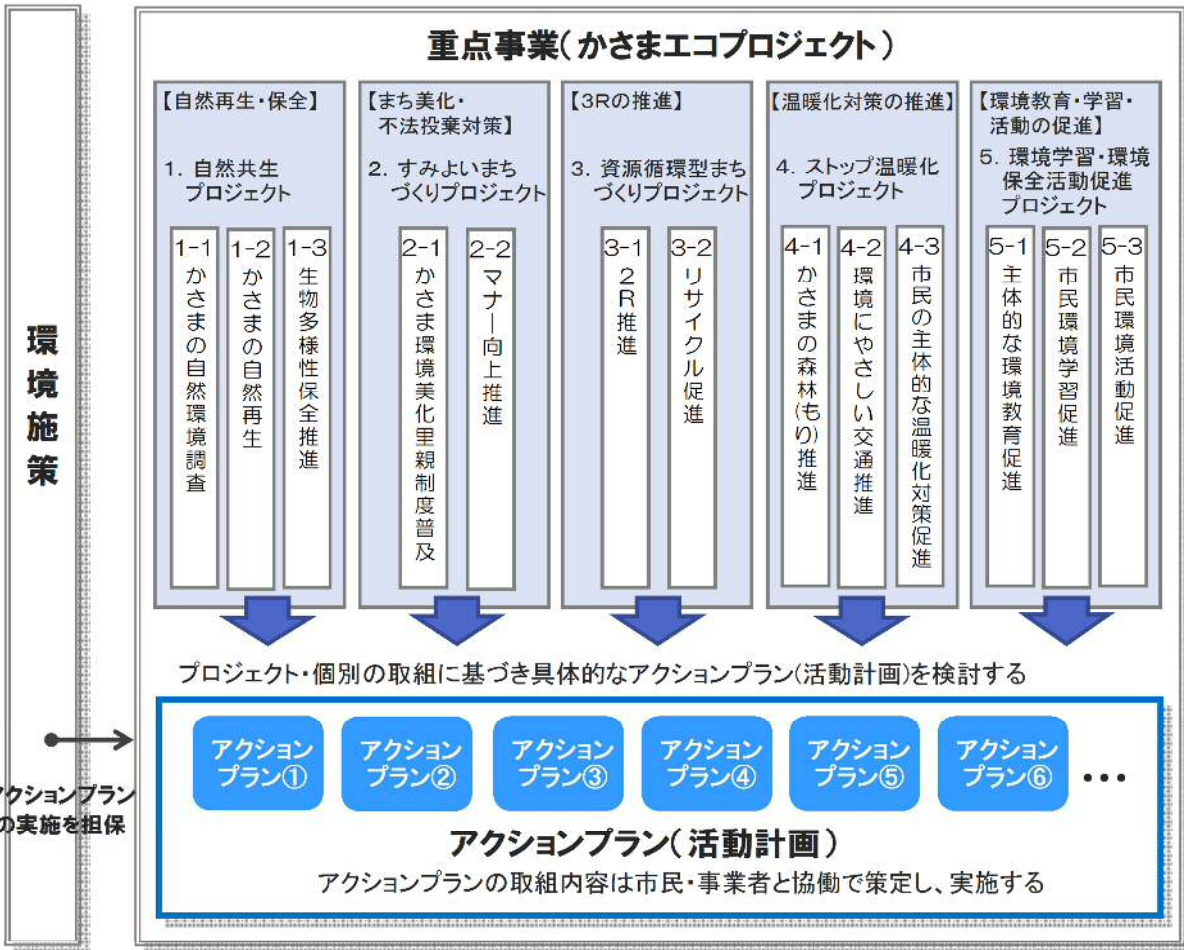 環境施策
アクションプラン
の実施を担保
重点事業(かさまエコプロジェクト)
【自然再生・保全】
1. 自然共生
プロジェクト
1-1
かさまの自然環境調査
1-2
かさまの自然再生
1-3
生物多様性保全推進
【まち美化・
不法投棄対策】
2. すみよいまち
づくりプロジェクト
2-1
かさま環境美化里親制度普及
2-2
マナー向上推進
【3Rの推進】
3. 資源循環型まち
づくりプロジェクト
3-1
2R推進
3-2
リサイクル促進
【温暖化対策の推進】
4. ストップ温暖化
プロジェクト
4-1
かさまの森林(もり)推進
4-2
環境にやさしい交通推進
4-3
市民の主体的な温暖化対策促進
【環境教育・学習・
活動の促進】
5. 環境学習・環境
保全活動促進
プロジェクト
5-1
主体的な環境教育促進
5-2
市民環境学習促進
5-3
市民環境活動促進
プロジェクト・個別の取組に基づき具体的なアクションプラン(活動計画)を検討する
アクション
プラン①
アクション
プラン②
アクション
プラン③
アクション
プラン④
アクション
プラン⑤
アクション
プラン⑥
•••
アクションプラン(活動計画)
アクションプランの取組内容は市民・事業者と協働で策定し、実施する